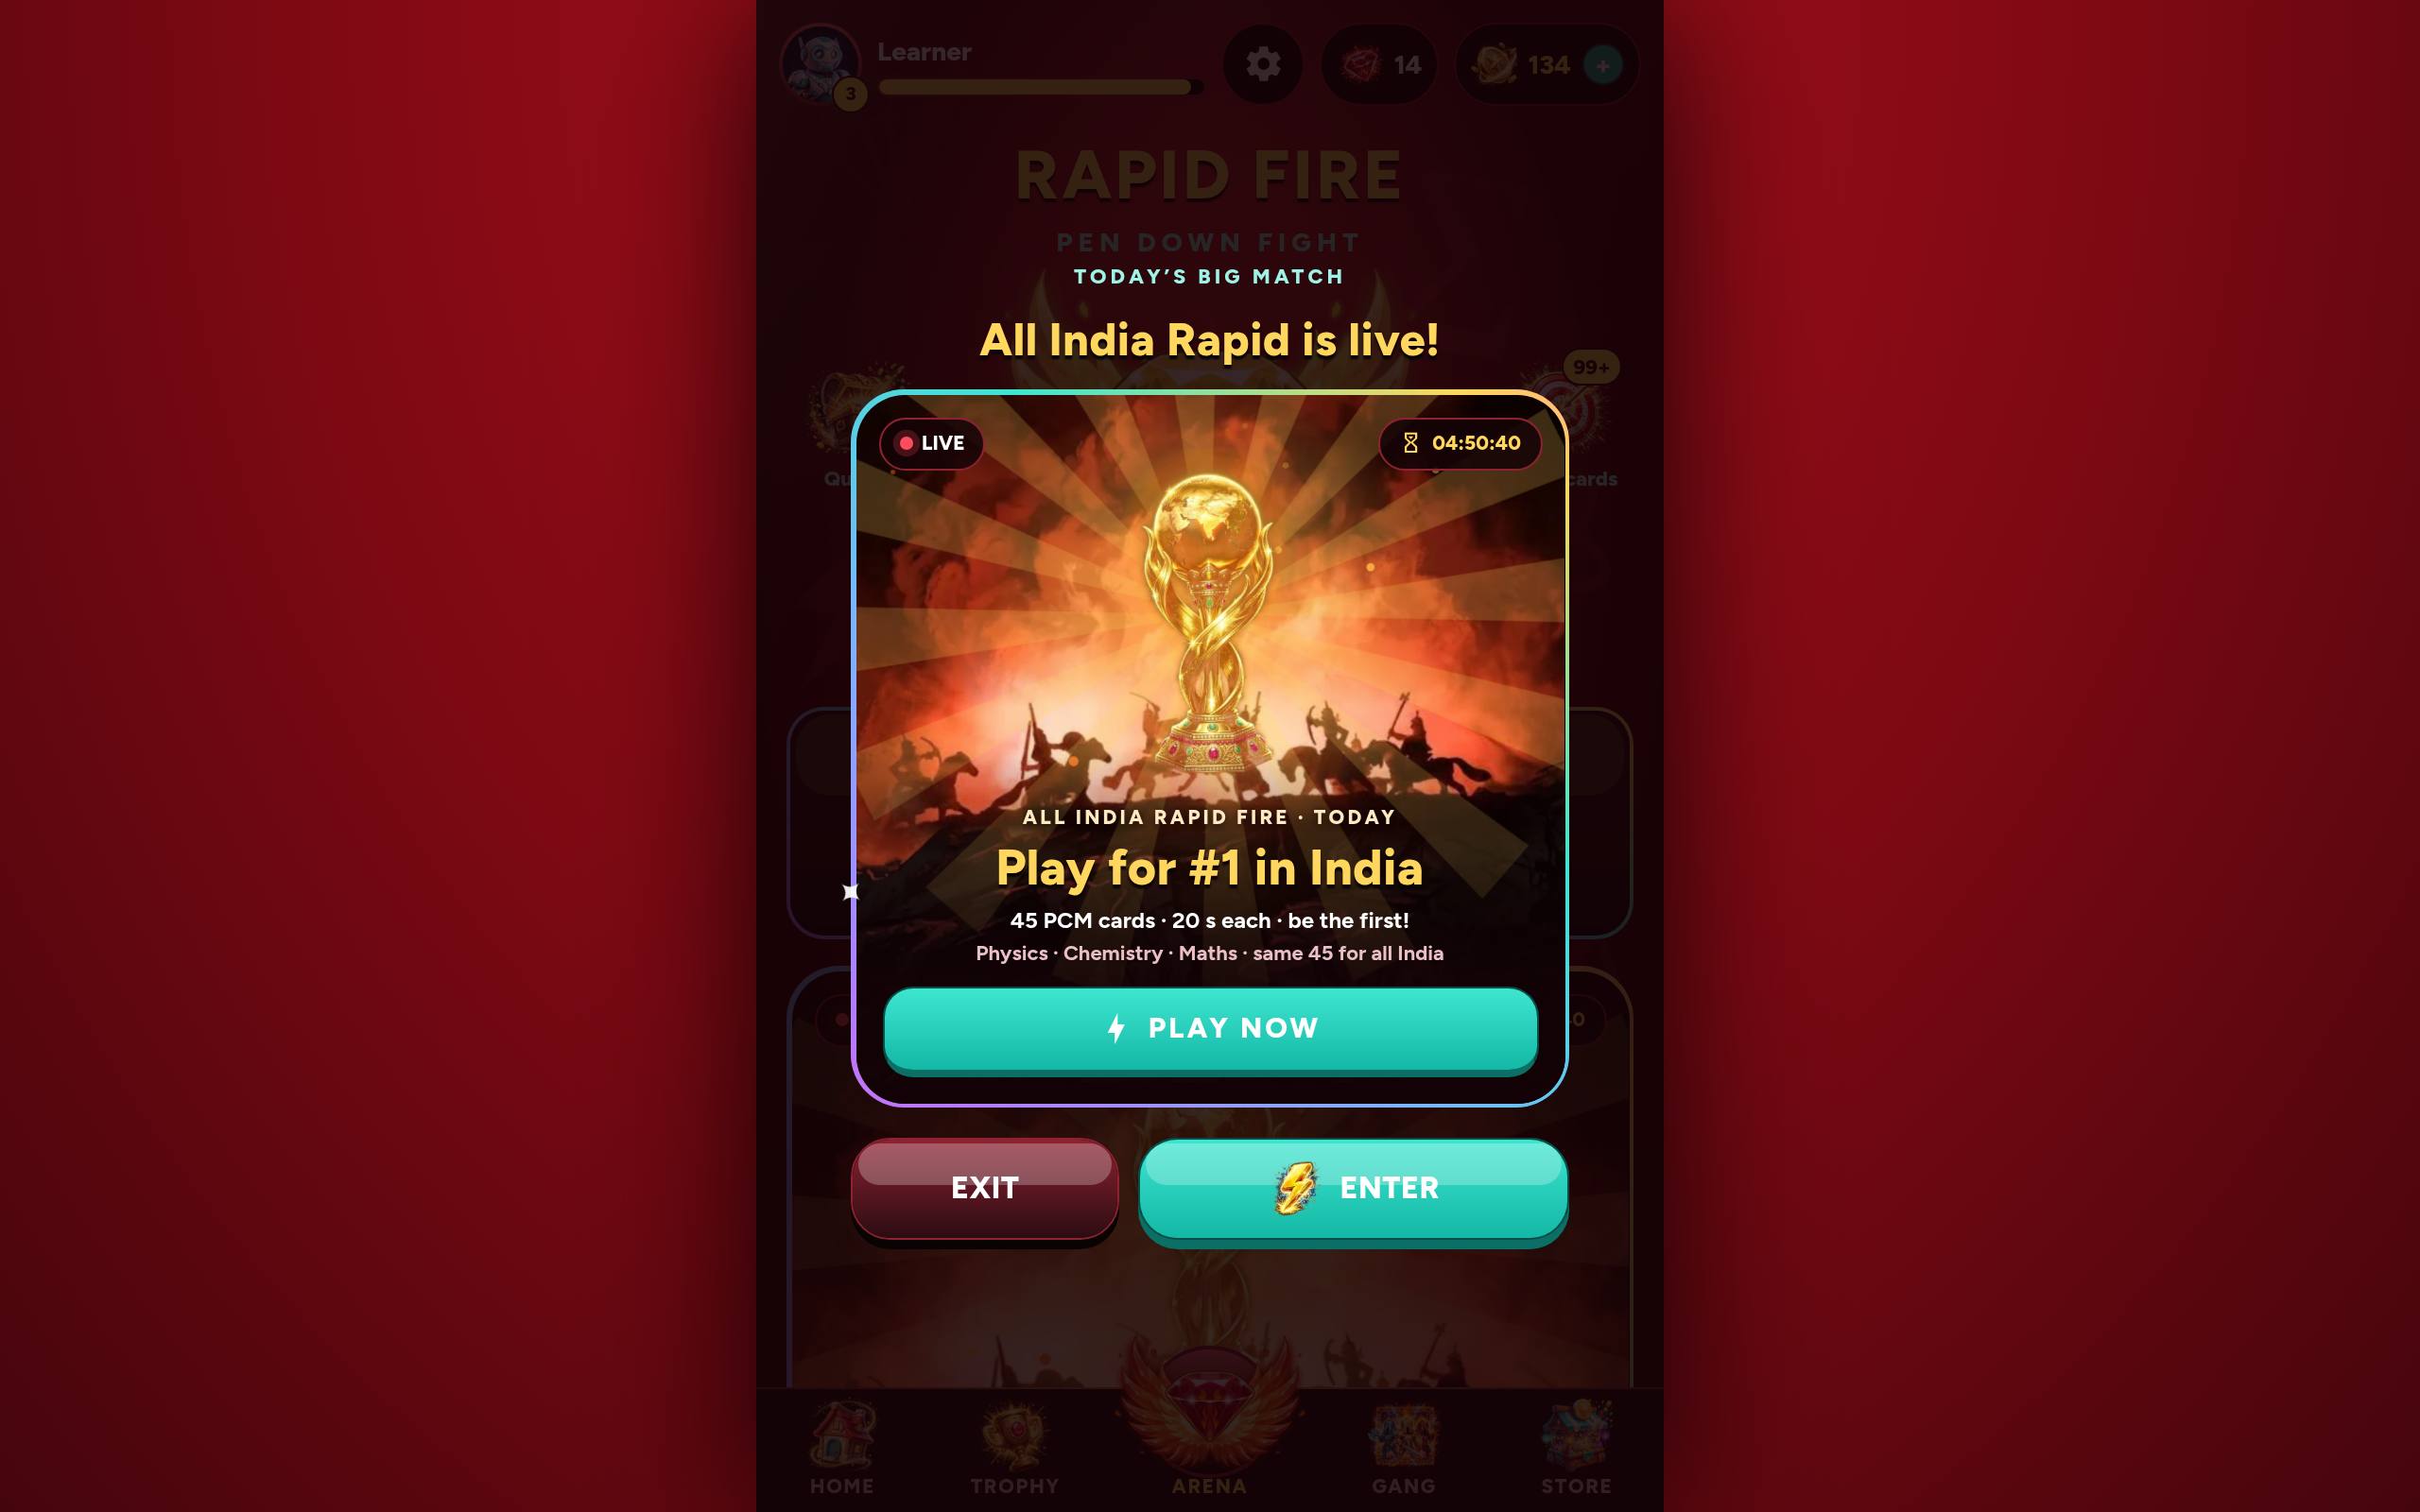 Learner
3
14
134
+
RAPID FIRE
PEN DOWN FIGHT
TODAY'S BIG MATCH
All India Rapid is live!
99+
Qu
cards
LIVE
04:50:40
ALL INDIA RAPID FIRE · TODAY
Play for #1 in India
45 PCM cards · 20 s each · be the first!
Physics · Chemistry · Maths · same 45 for all India
PLAY NOW
EXIT
ENTER
HOME
TROPHY
ARENA
GANG
STORE